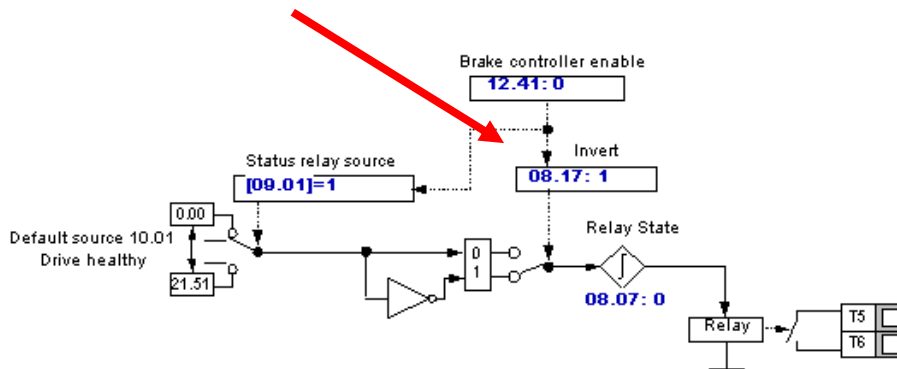 Brake controller enable
12.41: 0
Invert
Status relay source
08.17: 1
[09.01]=1
0.00
Relay State
Default source 10.01
Drive healthy
0
1
21.51
08.07: 0
T5
Relay
T6